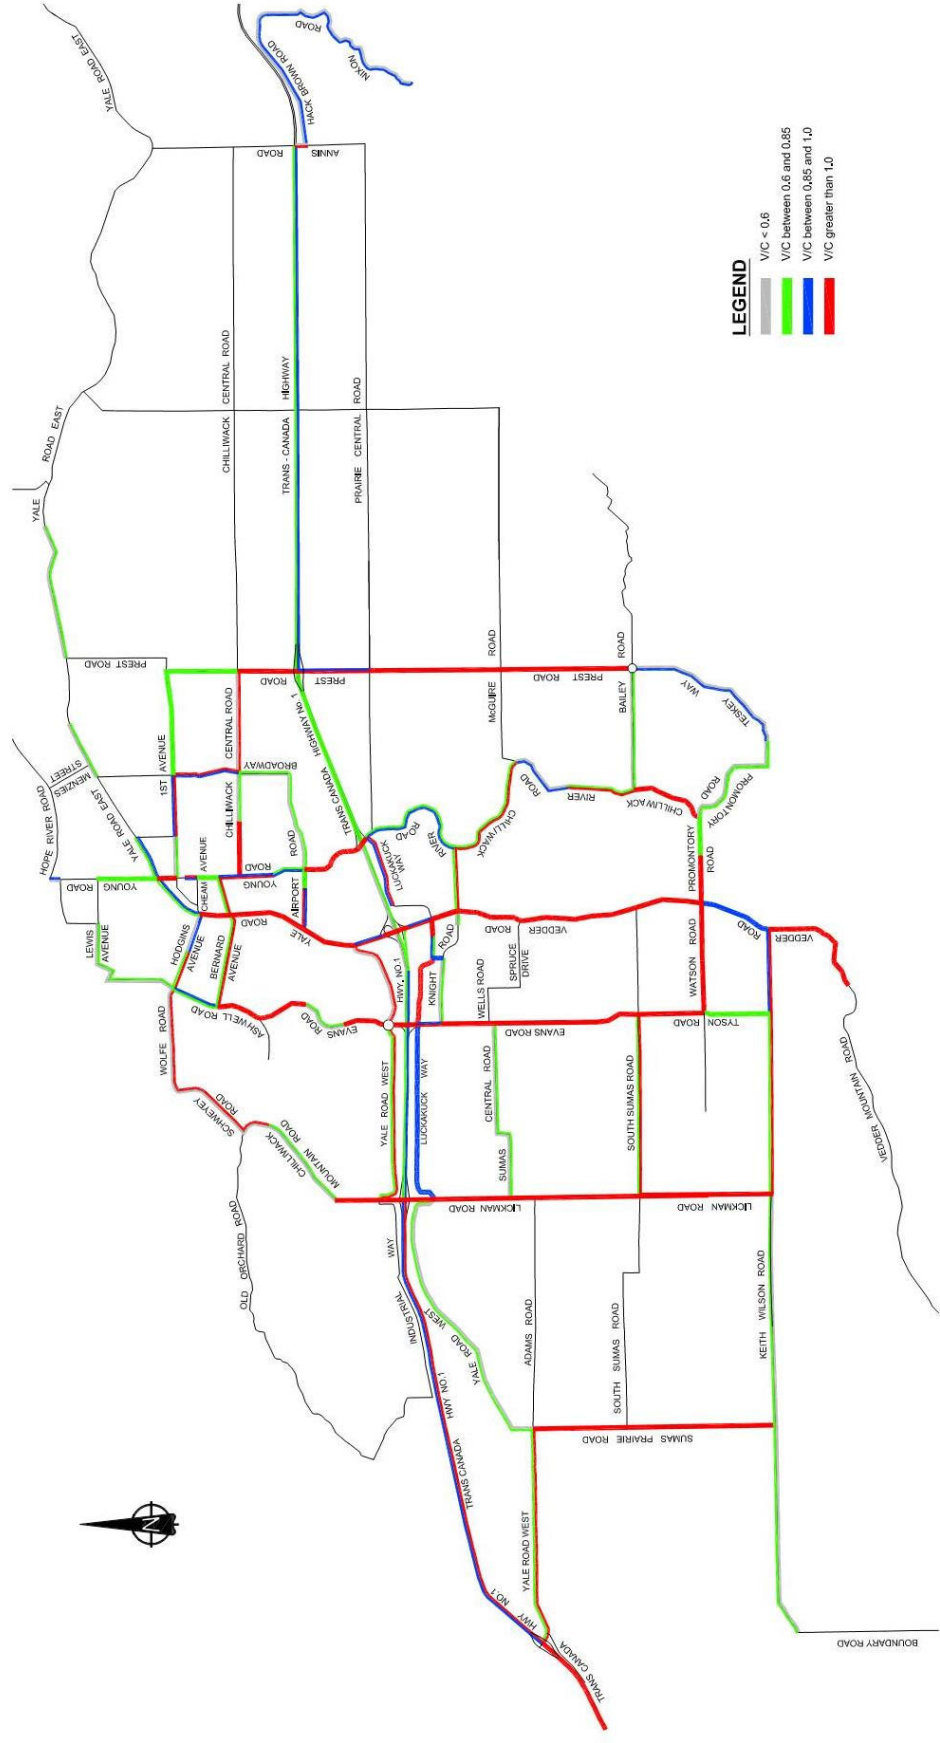 YALE ROAD EAST
ROAD
NIXON
HACK BROWN ROAD
ROAD
ANNIS
YALE
ROAD EAST
CHILLIWACK CENTRAL ROAD
CHILLIWACK CENTRAL ROAD
TRANS - CANADA HIGHWAY
PRAIRIE CENTRAL ROAD
LEGEND
V/C < 0.6
V/C between 0.6 and 0.85
V/C between 0.85 and 1.0
V/C greater than 1.0
PREST ROAD
ROAD
PREST
McGUIRE ROAD
PREST ROAD
BAILEY ROAD
TESKEY
WAY
HOPE RIVER ROAD
MENZIES
STREET
1ST AVENUE
CHILLIWACK CENTRAL ROAD
BROADWAY
TRANS CANADA HIGHWAY No. 1
YALE ROAD EAST
YOUNG ROAD
CHEAM AVENUE
YOUNG ROAD
AIRPORT ROAD
LUCKAKUCK
WAY
RIVER ROAD
CHILLIWACK
ROAD
RIVER
CHILLIWACK
PROMONTORY
ROAD
PROMONTORY
ROAD
LEWIS
AVENUE
HODGINS
AVENUE
BERNARD
AVENUE
YALE ROAD
HWY. NO.1
KNIGHT ROAD
WELLS ROAD
SPRUCE
DRIVE
VEDDER ROAD
WATSON ROAD
ROAD
VEDDER
WOLFE ROAD
ASHWELL ROAD
EVANS ROAD
EVANS ROAD
TYSON ROAD
SCHWEYEY
ROAD
CHILLIWACK
MOUNTAIN ROAD
YALE ROAD WEST
LUCKAKUCK WAY
SUMAS CENTRAL ROAD
SOUTH SUMAS ROAD
VEDDER MOUNTAIN ROAD
OLD ORCHARD ROAD
LICKMAN ROAD
LICKMAN ROAD
INDUSTRIAL WAY
YALE ROAD WEST
ADAMS ROAD
SOUTH SUMAS ROAD
KEITH WILSON ROAD
TRANS CANADA HWY NO.1
SUMAS PRAIRIE ROAD
N
YALE ROAD WEST
TRANS CANADA HWY NO.1
BOUNDARY ROAD